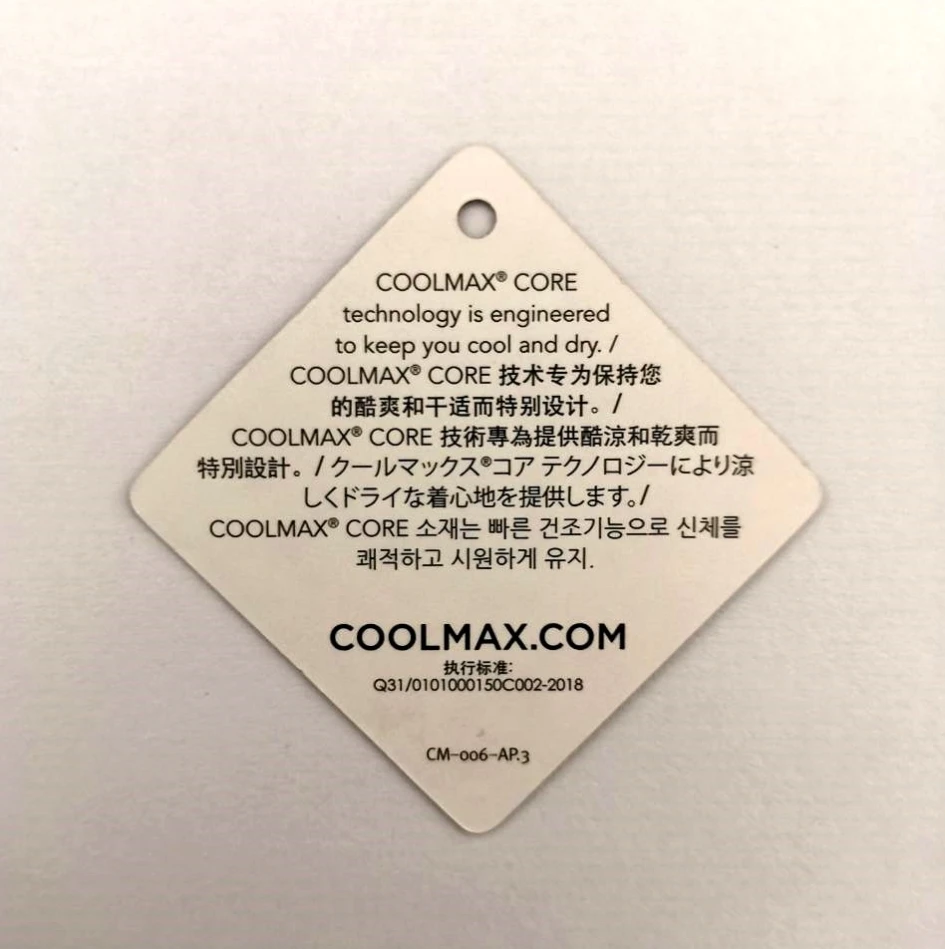 COOLMAX® CORE
technology is engineered
to keep you cool and dry. /
COOLMAX® CORE 技术专为保持您
的酷爽和干适而特别设计。/
COOLMAX® CORE 技術專為提供酷涼和乾爽而
特別設計。/ クールマックス®コア テクノロジーにより涼
しくドライな着心地を提供します。/
COOLMAX® CORE 소재는 빠른 건조기능으로 신체를
쾌적하고 시원하게 유지.
COOLMAX.COM
执行标准:
Q31/0101000150C002-2018
CM-006-AP.3